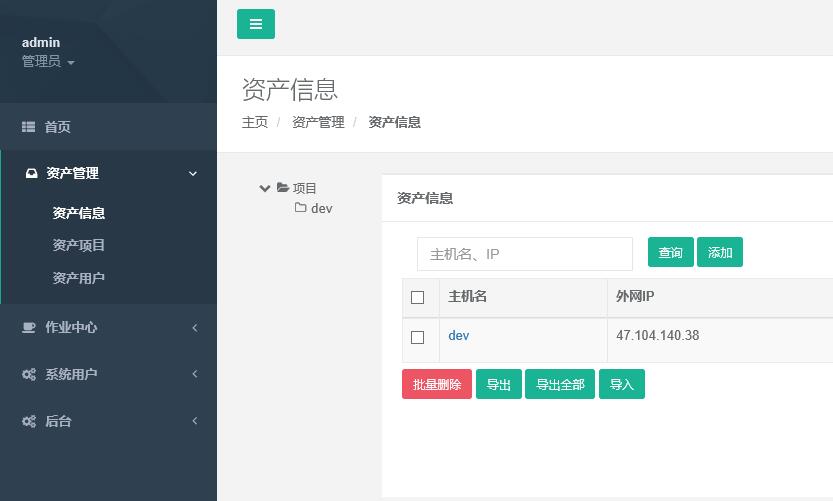 admin
管理员
首页
资产管理
资产信息
资产项目
资产用户
作业中心
系统用户
后台
资产信息
主页 / 资产管理 / 资产信息
项目
dev
资产信息
主机名、IP 查询 添加
主机名 外网IP
dev 47.104.140.38
批量删除 导出 导出全部 导入